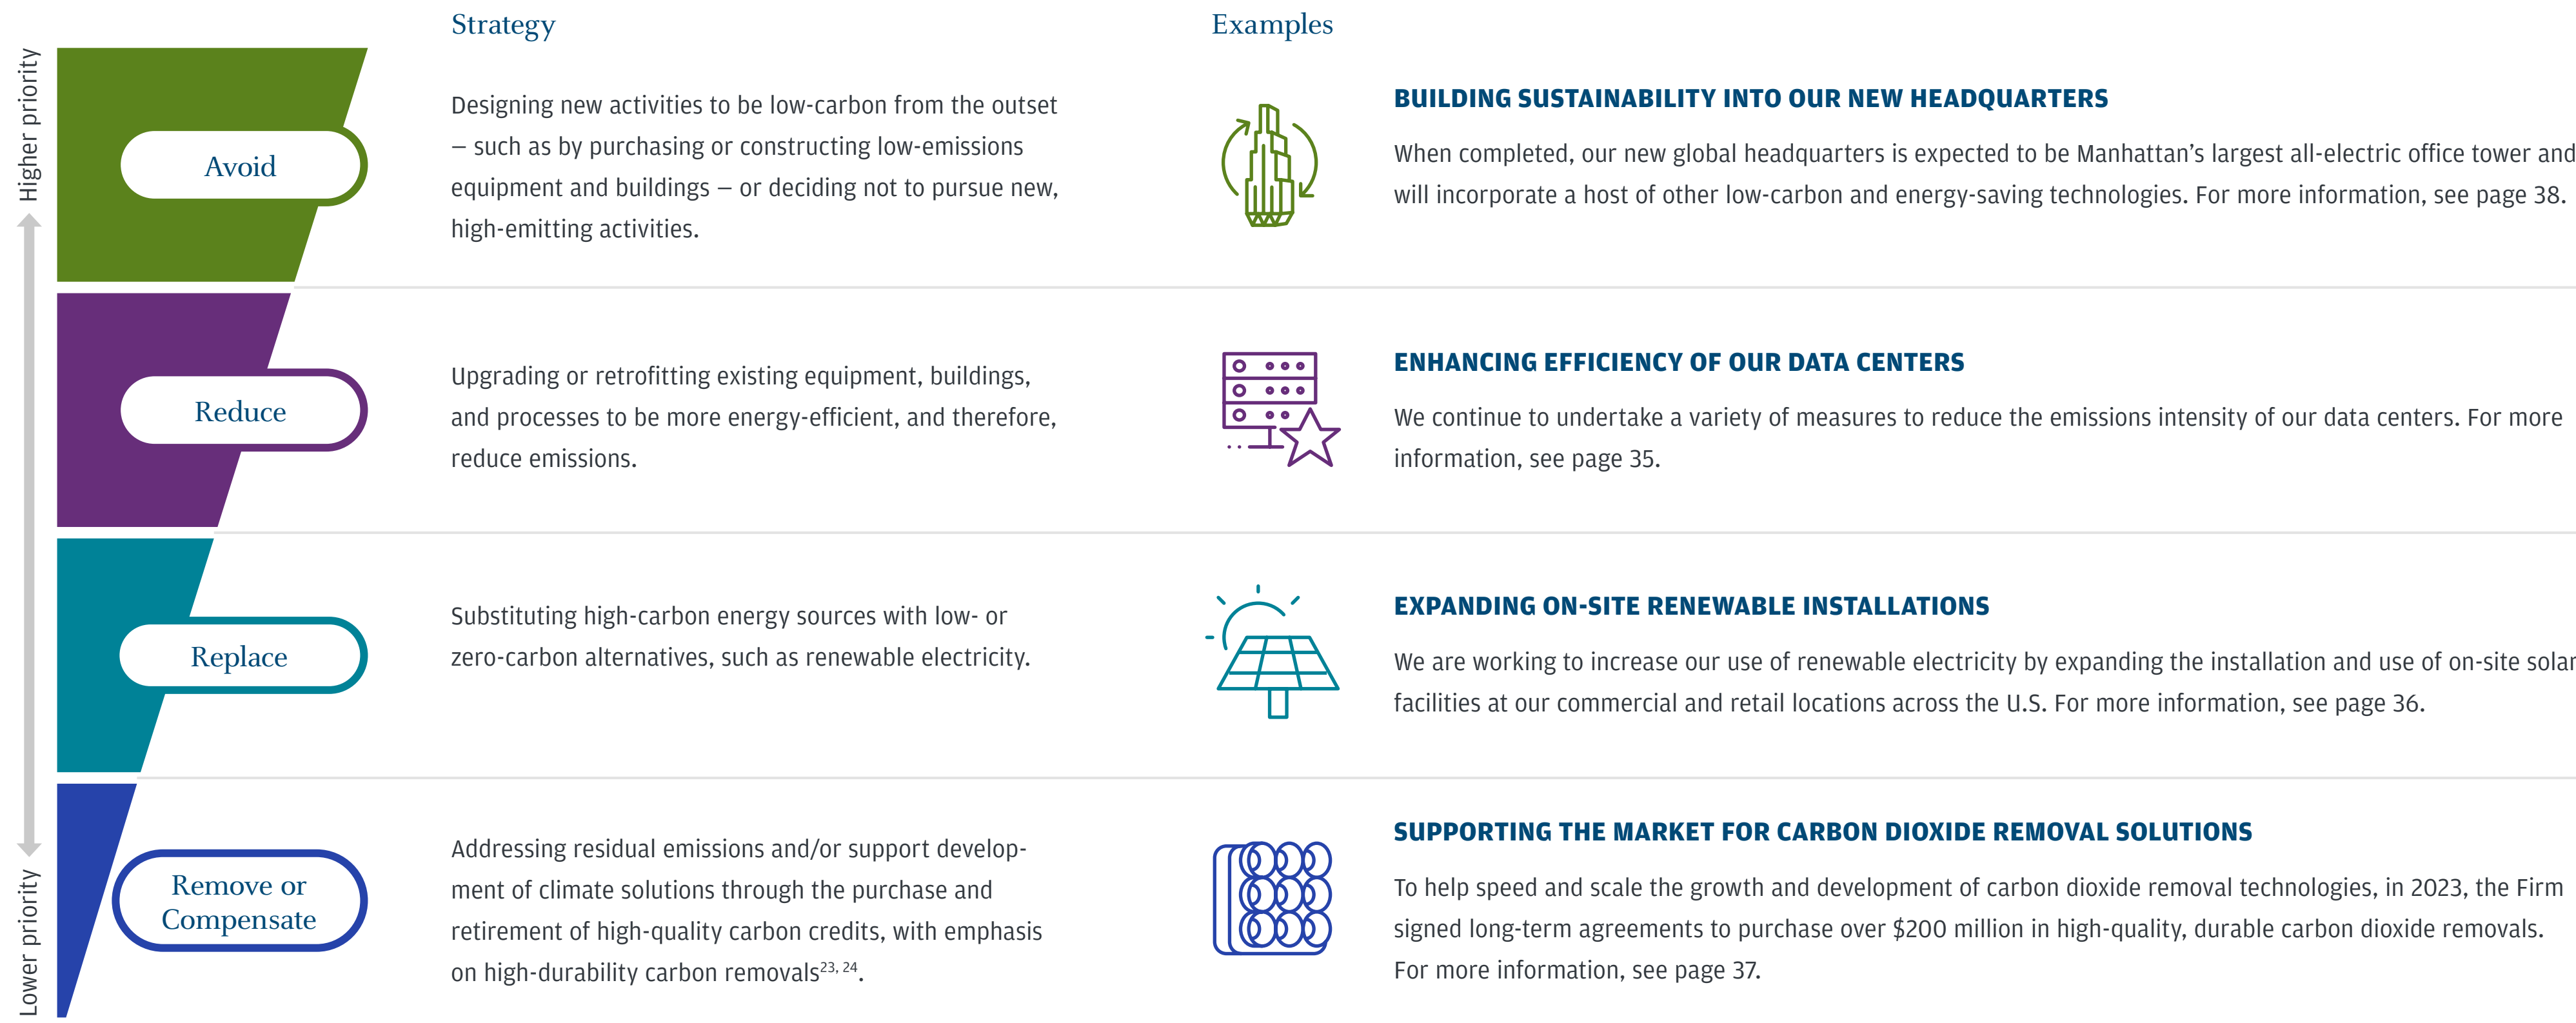 Strategy
Examples
Higher priority
Avoid
Designing new activities to be low-carbon from the outset
– such as by purchasing or constructing low-emissions
equipment and buildings – or deciding not to pursue new,
high-emitting activities.
BUILDING SUSTAINABILITY INTO OUR NEW HEADQUARTERS
When completed, our new global headquarters is expected to be Manhattan's largest all-electric office tower and
will incorporate a host of other low-carbon and energy-saving technologies. For more information, see page 38.
Reduce
Upgrading or retrofitting existing equipment, buildings,
and processes to be more energy-efficient, and therefore,
reduce emissions.
ENHANCING EFFICIENCY OF OUR DATA CENTERS
We continue to undertake a variety of measures to reduce the emissions intensity of our data centers. For more
information, see page 35.
Replace
Substituting high-carbon energy sources with low- or
zero-carbon alternatives, such as renewable electricity.
EXPANDING ON-SITE RENEWABLE INSTALLATIONS
We are working to increase our use of renewable electricity by expanding the installation and use of on-site solar
facilities at our commercial and retail locations across the U.S. For more information, see page 36.
Lower priority
Remove or
Compensate
Addressing residual emissions and/or support develop-
ment of climate solutions through the purchase and
retirement of high-quality carbon credits, with emphasis
on high-durability carbon removals23, 24.
SUPPORTING THE MARKET FOR CARBON DIOXIDE REMOVAL SOLUTIONS
To help speed and scale the growth and development of carbon dioxide removal technologies, in 2023, the Firm
signed long-term agreements to purchase over $200 million in high-quality, durable carbon dioxide removals.
For more information, see page 37.